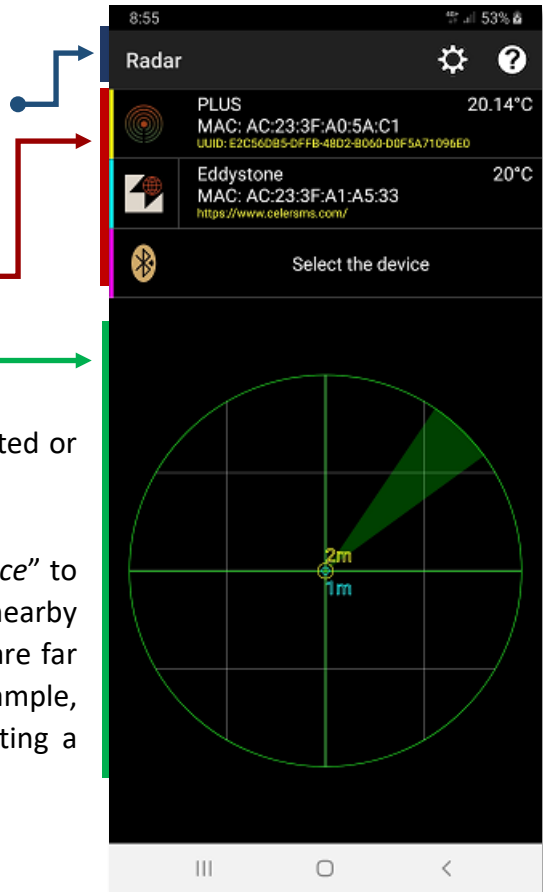 8:55
53%
Radar
PLUS 20.14°C
MAC: AC:23:3F:A0:5A:C1
UUID: E2C56DB5-DFFB-48D2-B060-D0F5A71096E0
Eddystone 20°C
MAC: AC:23:3F:A1:A5:33
https://www.celersms.com/
Select the device
2m
1m
ted or
ce” to
nearby
are far
ample,
ting a